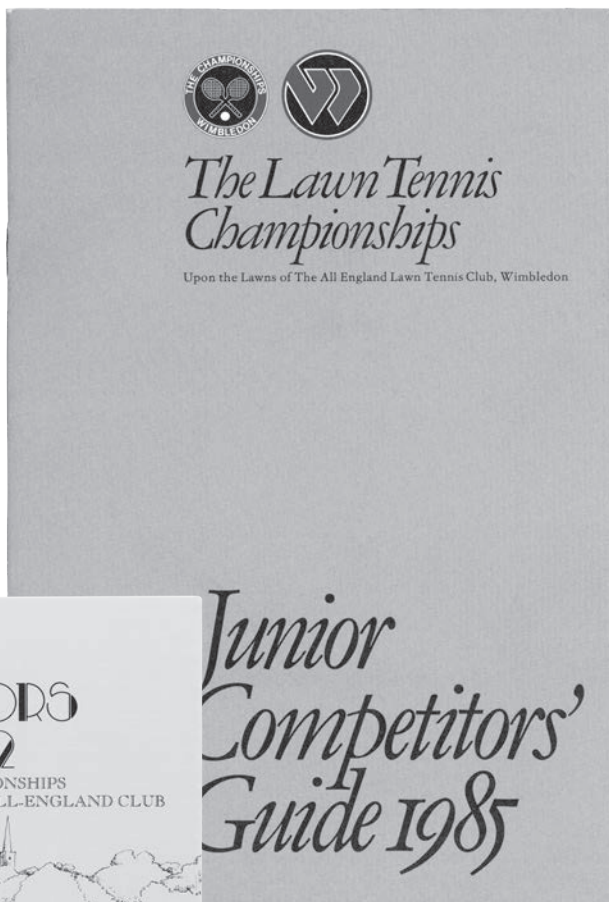 THE CHAMPIONSHIPS
WIMBLEDON
The Lawn Tennis
Championships
Upon the Lawns of The All England Lawn Tennis Club, Wimbledon
Junior
Competitors'
Guide 1985
ONSHIPS
LL-ENGLAND CLUB